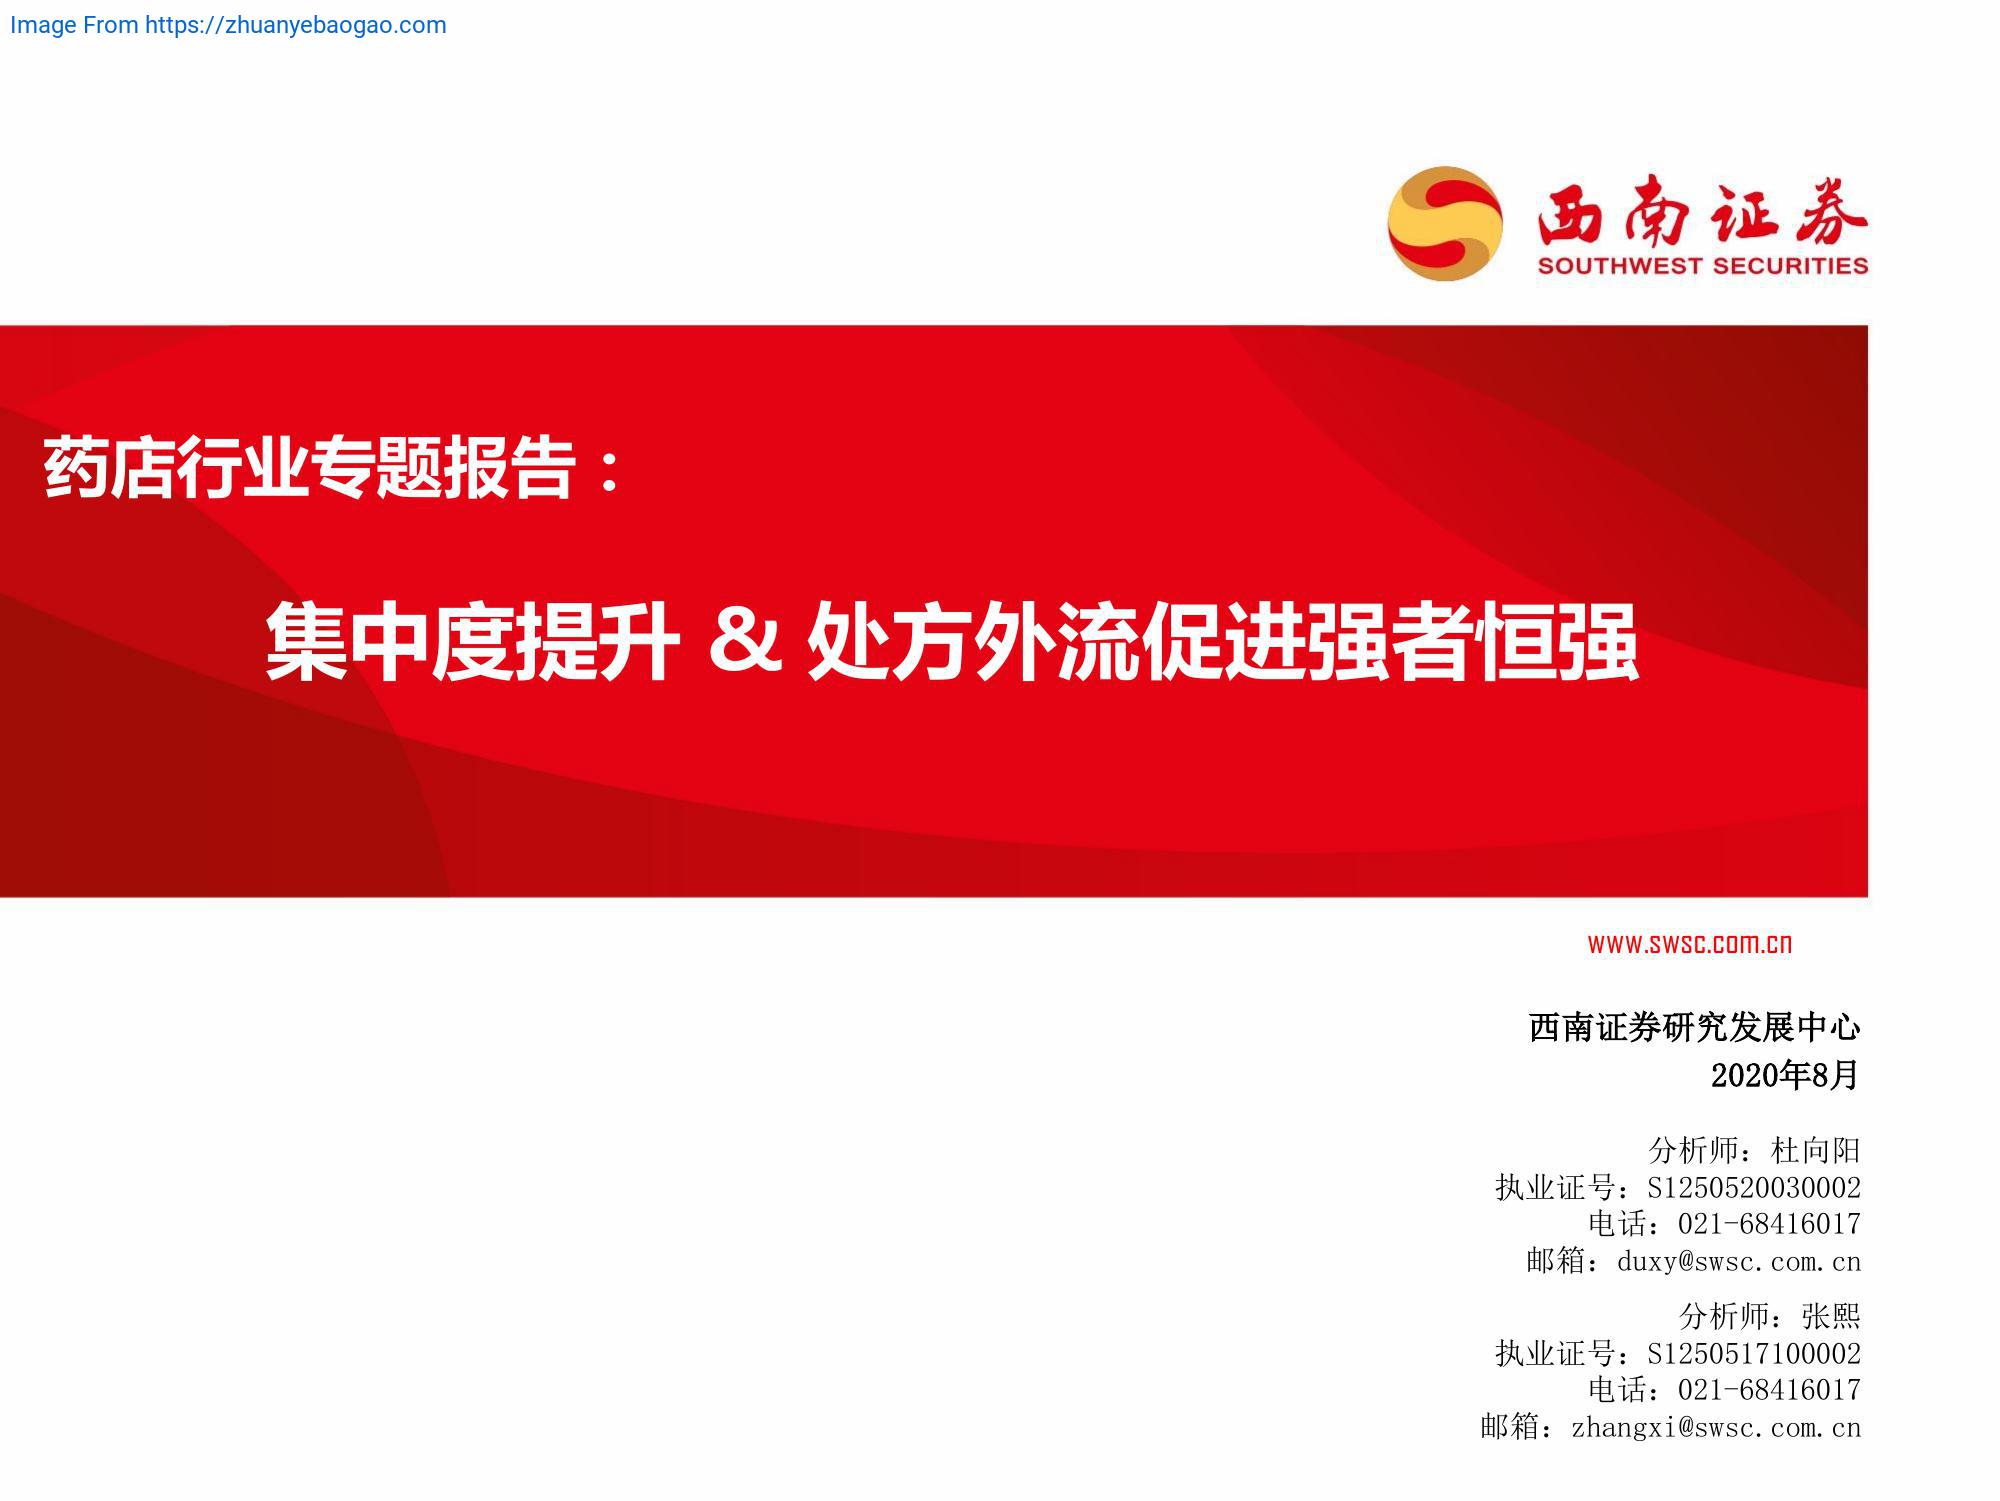 Image From https://zhuanyebaogao.com
西南证券
SOUTHWEST SECURITIES
药店行业专题报告：
集中度提升 & 处方外流促进强者恒强
www.swsc.com.cn
西南证券研究发展中心
2020年8月
分析师：杜向阳
执业证号：S1250520030002
电话：021-68416017
邮箱：duxy@swsc.com.cn
分析师：张熙
执业证号：S1250517100002
电话：021-68416017
邮箱：zhangxi@swsc.com.cn